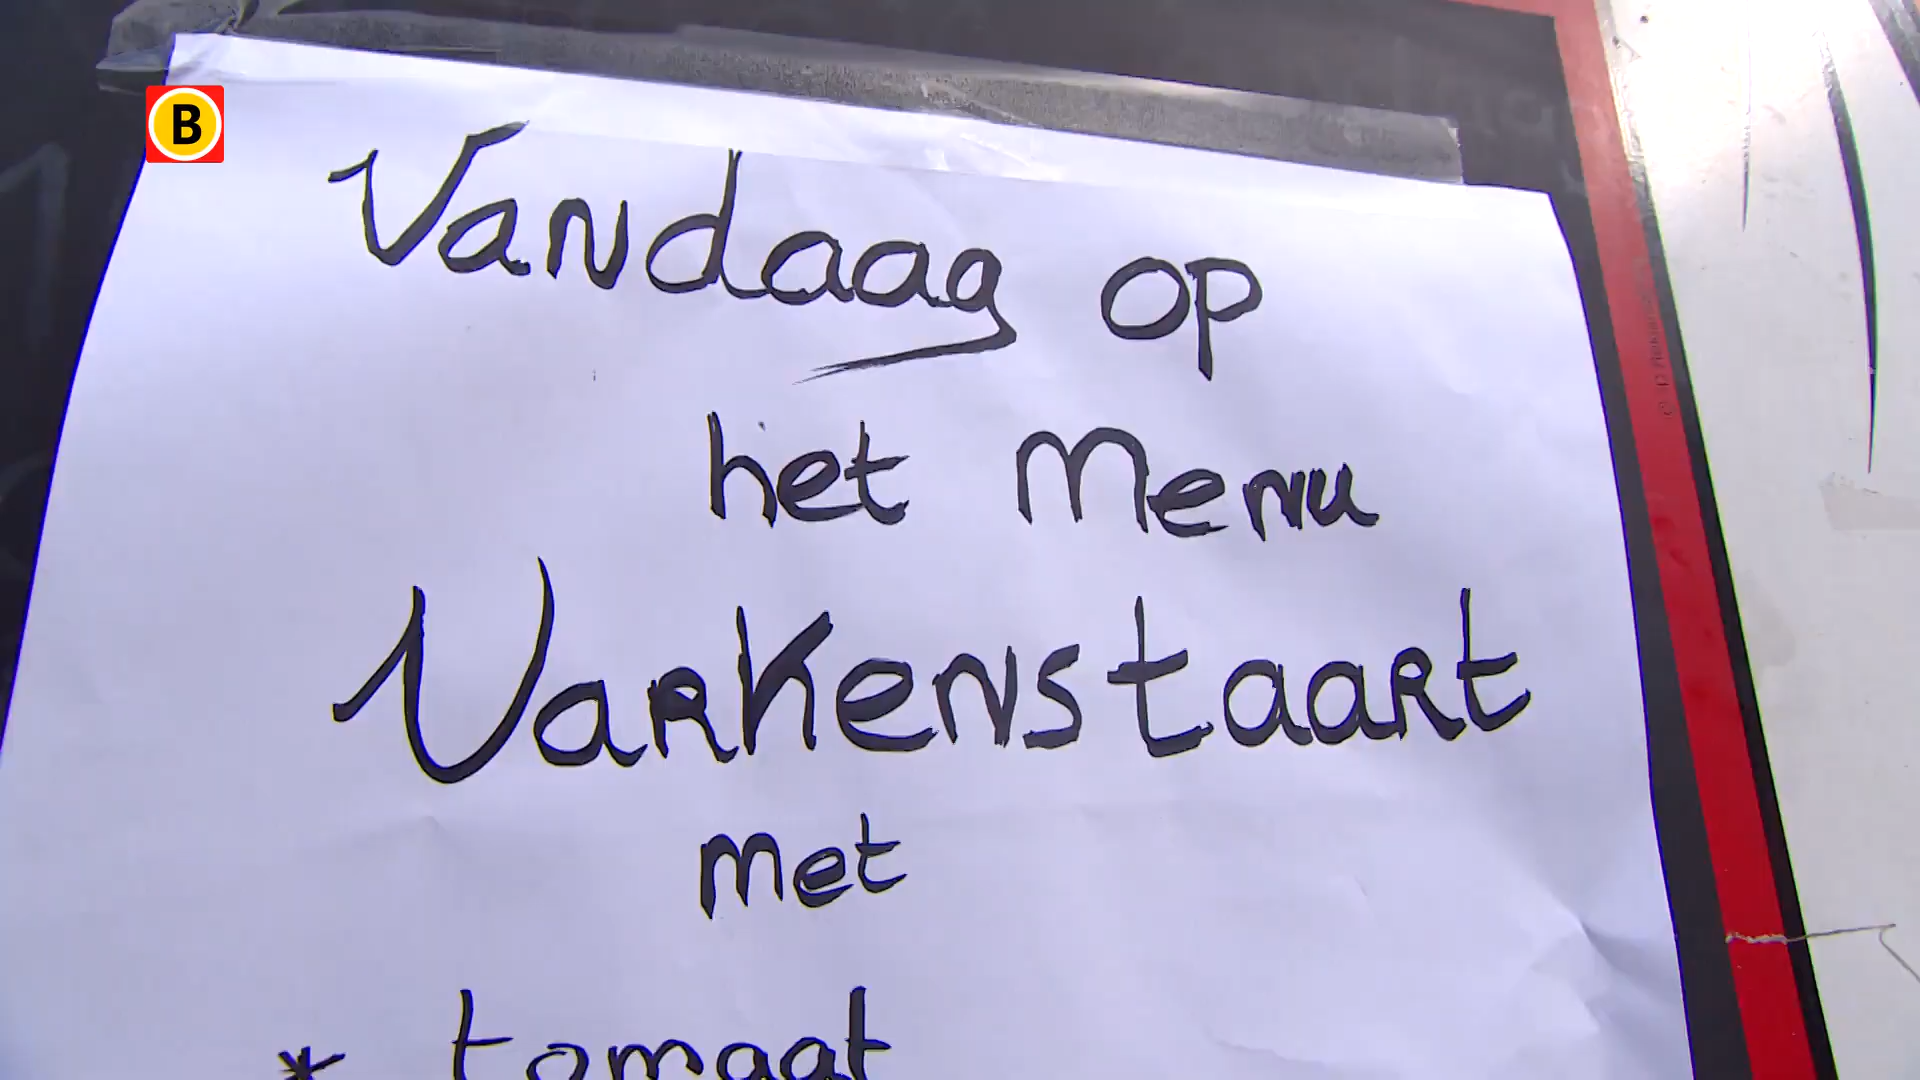 B
Vandaag op
het Menu
Varkenstaart
met
* tomaat